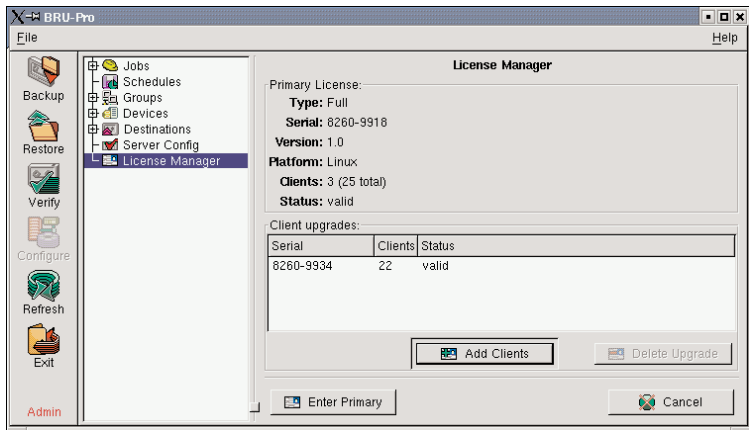 BRU-Pro
File Help
Backup
Restore
Verify
Configure
Refresh
Exit
Admin
Jobs
Schedules
Groups
Devices
Destinations
Server Config
License Manager
License Manager
Primary License:
Type: Full
Serial: 8260-9918
Version: 1.0
Platform: Linux
Clients: 3 (25 total)
Status: valid
Client upgrades:
Serial Clients Status
8260-9934 22 valid
Add Clients Delete Upgrade
Enter Primary Cancel